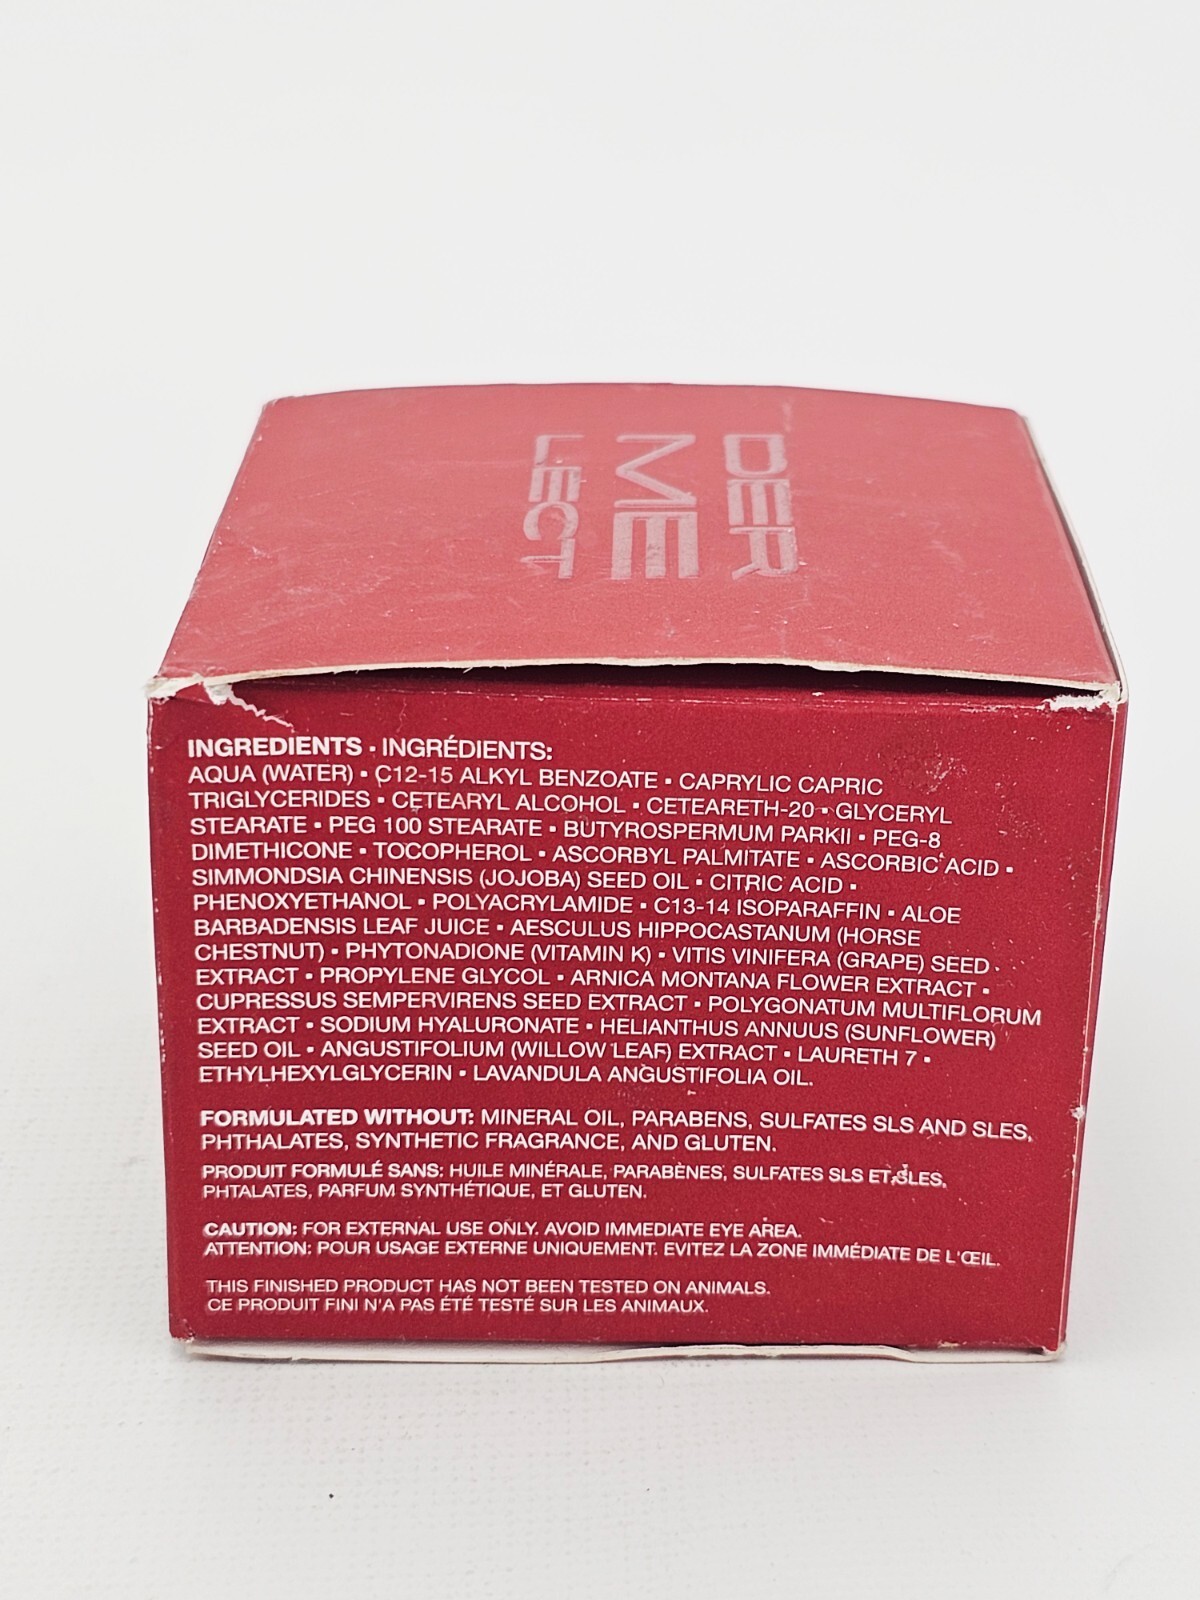 DER
ME
LECT
INGREDIENTS ▪ INGRÉDIENTS:
AQUA (WATER) ▪ C12-15 ALKYL BENZOATE ▪ CAPRYLIC CAPRIC
TRIGLYCERIDES ▪ CETEARYL ALCOHOL ▪ CETEARETH-20 ▪ GLYCERYL
STEARATE ▪ PEG 100 STEARATE ▪ BUTYROSPERMUM PARKII ▪ PEG-8
DIMETHICONE ▪ TOCOPHEROL ▪ ASCORBYL PALMITATE ▪ ASCORBIC ACID ▪
SIMMONDSIA CHINENSIS (JOJOBA) SEED OIL ▪ CITRIC ACID ▪
PHENOXYETHANOL ▪ POLYACRYLAMIDE ▪ C13-14 ISOPARAFFIN ▪ ALOE
BARBADENSIS LEAF JUICE ▪ AESCULUS HIPPOCASTANUM (HORSE
CHESTNUT) ▪ PHYTONADIONE (VITAMIN K) ▪ VITIS VINIFERA (GRAPE) SEED
EXTRACT ▪ PROPYLENE GLYCOL ▪ ARNICA MONTANA FLOWER EXTRACT ▪
CUPRESSUS SEMPERVIRENS SEED EXTRACT ▪ POLYGONATUM MULTIFLORUM
EXTRACT ▪ SODIUM HYALURONATE ▪ HELIANTHUS ANNUUS (SUNFLOWER)
SEED OIL ▪ ANGUSTIFOLIUM (WILLOW LEAF) EXTRACT ▪ LAURETH 7 ▪
ETHYLHEXYLGLYCERIN ▪ LAVANDULA ANGUSTIFOLIA OIL.
FORMULATED WITHOUT: MINERAL OIL, PARABENS, SULFATES SLS AND SLES,
PHTHALATES, SYNTHETIC FRAGRANCE, AND GLUTEN.
PRODUIT FORMULÉ SANS: HUILE MINÉRALE, PARABÈNES, SULFATES SLS ET SLES,
PHTALATES, PARFUM SYNTHÉTIQUE, ET GLUTEN.
CAUTION: FOR EXTERNAL USE ONLY. AVOID IMMEDIATE EYE AREA.
ATTENTION: POUR USAGE EXTERNE UNIQUEMENT. EVITEZ LA ZONE IMMÉDIATE DE L'ŒIL.
THIS FINISHED PRODUCT HAS NOT BEEN TESTED ON ANIMALS.
CE PRODUIT FINI N'A PAS ÉTÉ TESTÉ SUR LES ANIMAUX.